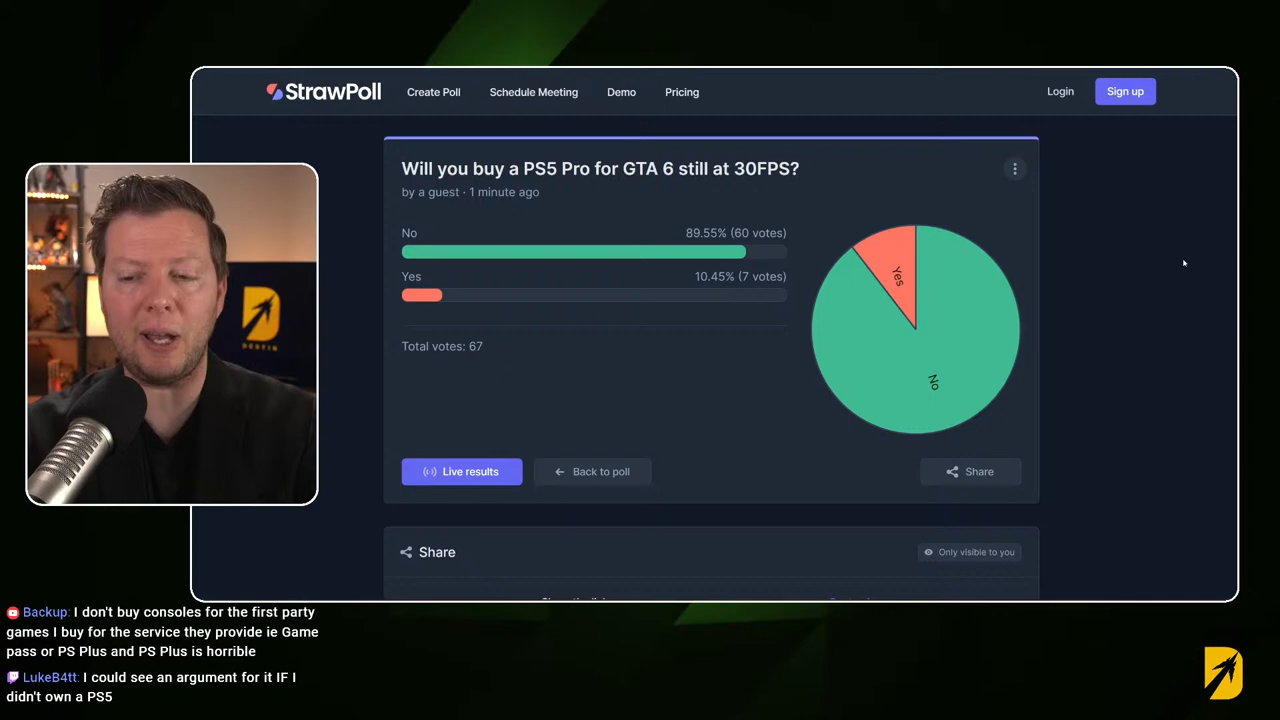 StrawPoll Create Poll Schedule Meeting Demo Pricing Login Sign up
Will you buy a PS5 Pro for GTA 6 still at 30FPS?
by a guest · 1 minute ago
No 89.55% (60 votes)
Yes 10.45% (7 votes)
Yes
No
Total votes: 67
Live results Back to poll Share
Share Only visible to you
DESTIN
Backup: I don't buy consoles for the first party
games I buy for the service they provide ie Game
pass or PS Plus and PS Plus is horrible
LukeB4tt: I could see an argument for it IF I
didn't own a PS5